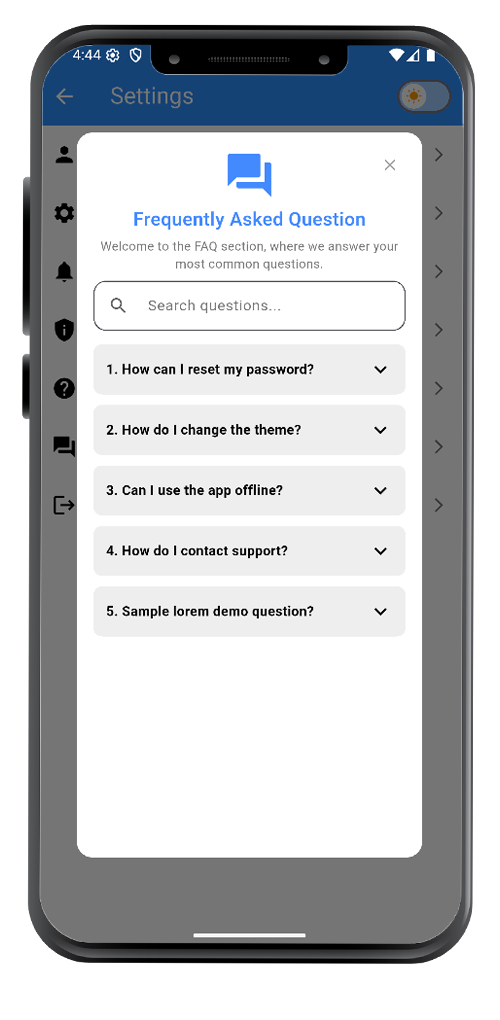 4:44
Settings
Frequently Asked Question
Welcome to the FAQ section, where we answer your
most common questions.
Search questions...
1. How can I reset my password?
2. How do I change the theme?
3. Can I use the app offline?
4. How do I contact support?
5. Sample lorem demo question?